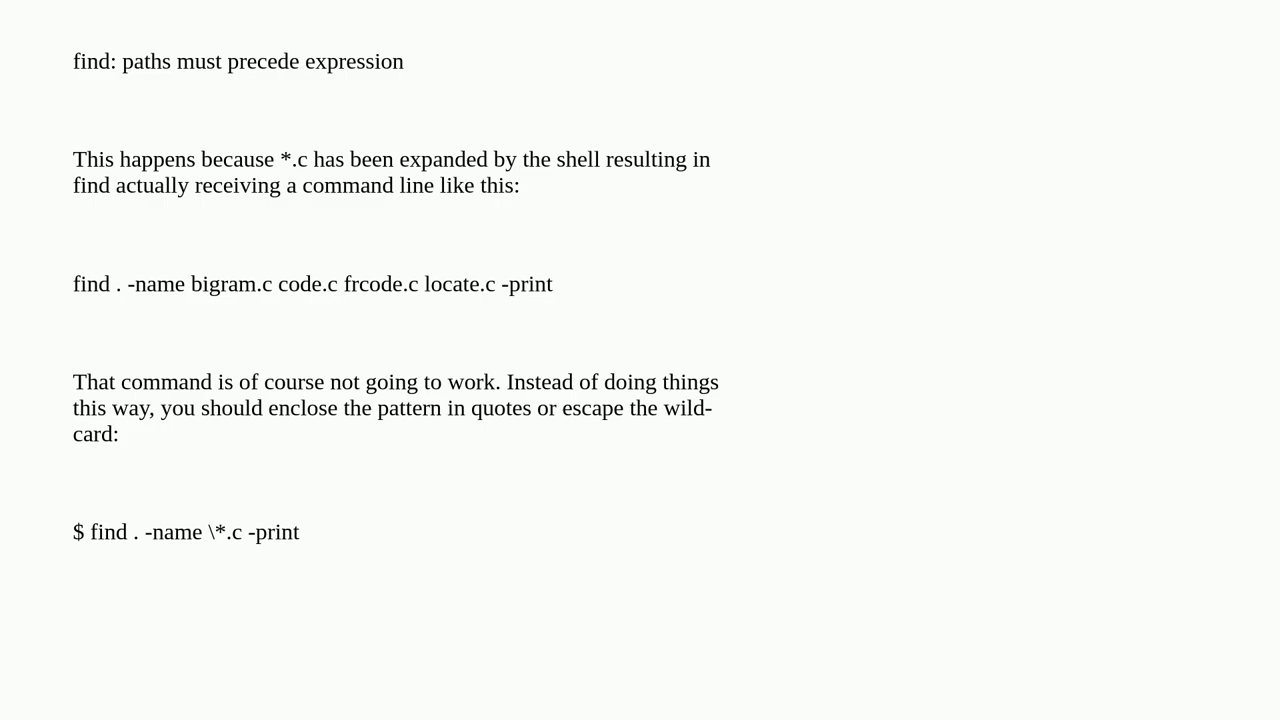 find: paths must precede expression
This happens because *.c has been expanded by the shell resulting in
find actually receiving a command line like this:
find . -name bigram.c code.c frcode.c locate.c -print
That command is of course not going to work. Instead of doing things
this way, you should enclose the pattern in quotes or escape the wild-
card:
$ find . -name \*.c -print